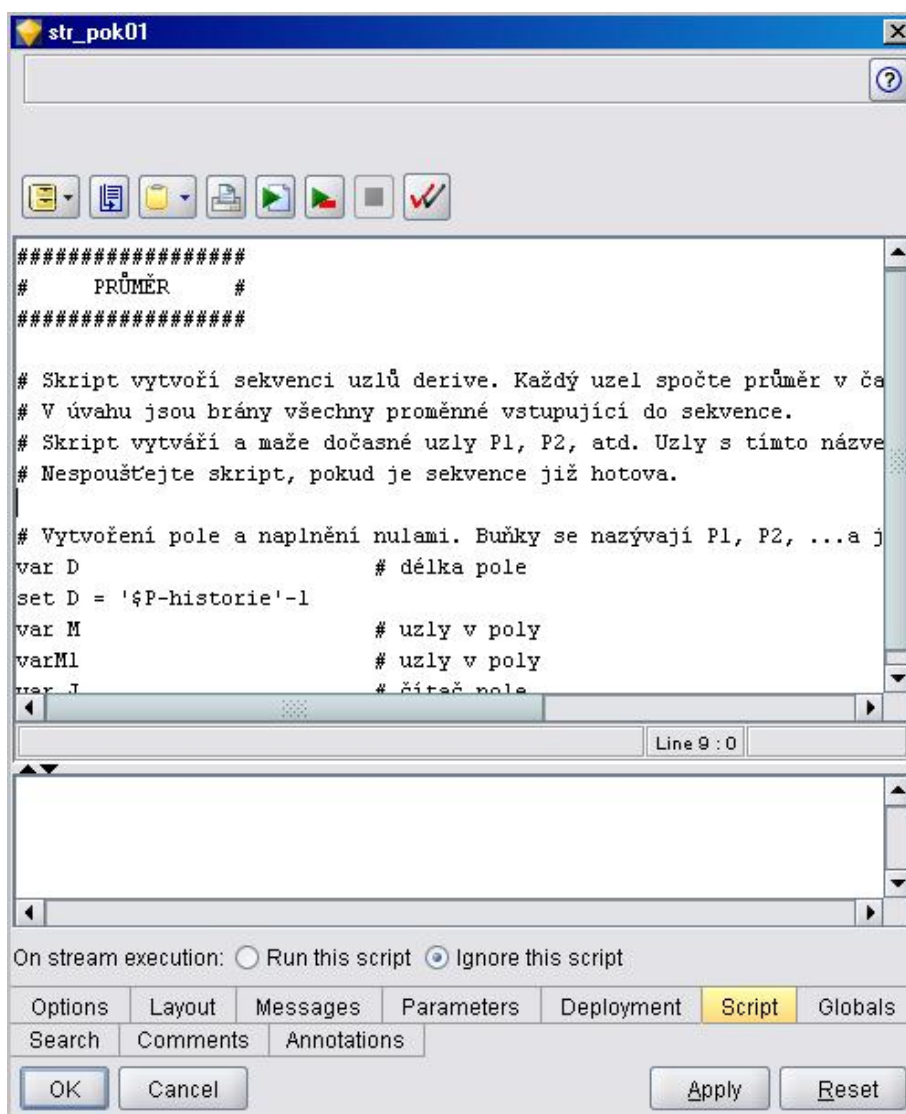 str_pok01
##################
# PRŮMĚR #
##################
# Skript vytvoří sekvenci uzlů derive. Každý uzel spočte průměr v ča
# V úvahu jsou brány všechny proměnné vstupující do sekvence.
# Skript vytváří a maže dočasné uzly P1, P2, atd. Uzly s tímto názve
# Nespoušťejte skript, pokud je sekvence již hotova.
# Vytvoření pole a naplnění nulami. Buňky se nazývají P1, P2, ...a j
var D # délka pole
set D = '$P-historie'-1
var M # uzly v poly
varM1 # uzly v poly
var J # čítač pole
Line 9 : 0
On stream execution: Run this script Ignore this script
Options Layout Messages Parameters Deployment Script Globals
Search Comments Annotations
OK Cancel Apply Reset